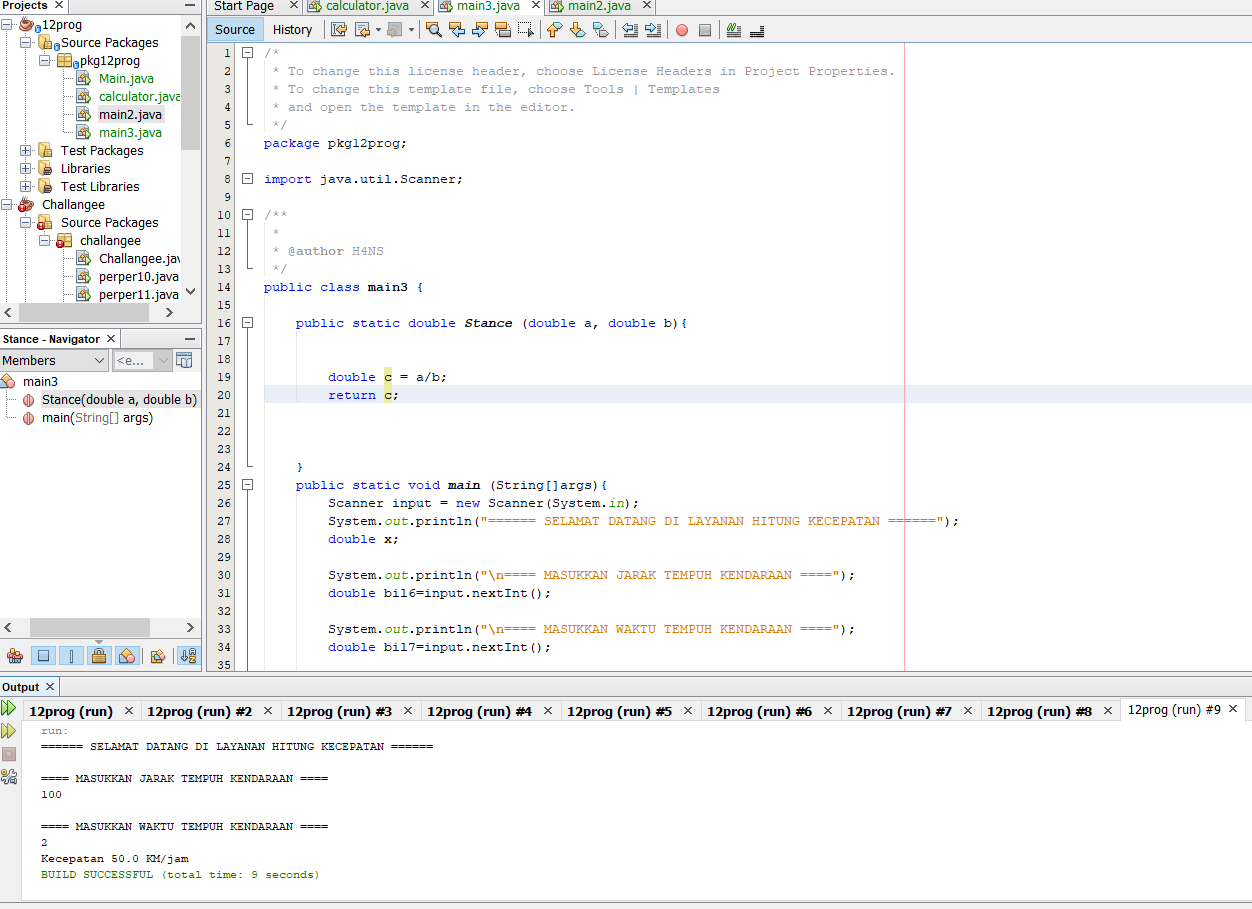 Projects
Start Page
calculator.java
main3.java
main2.java
12prog
Source Packages
pkg12prog
Main.java
calculator.java
main2.java
main3.java
Test Packages
Libraries
Test Libraries
Challangee
Source Packages
challangee
Challangee.jav
perper10.java
perper11.java
Stance - Navigator
Members
<e...
main3
Stance(double a, double b)
main(String[] args)
Source History
1 /*
2 * To change this license header, choose License Headers in Project Properties.
3 * To change this template file, choose Tools | Templates
4 * and open the template in the editor.
5 */
6 package pkg12prog;
7
8 import java.util.Scanner;
9
10 /**
11 *
12 * @author H4NS
13 */
14 public class main3 {
15
16 public static double Stance (double a, double b){
17
18
19 double c = a/b;
20 return c;
21
22
23
24 }
25 public static void main (String[]args){
26 Scanner input = new Scanner(System.in);
27 System.out.println("====== SELAMAT DATANG DI LAYANAN HITUNG KECEPATAN ======");
28 double x;
29
30 System.out.println("\n==== MASUKKAN JARAK TEMPUH KENDARAAN ====");
31 double bil6=input.nextInt();
32
33 System.out.println("\n==== MASUKKAN WAKTU TEMPUH KENDARAAN ====");
34 double bil7=input.nextInt();
35
Output
12prog (run) 12prog (run) #2 12prog (run) #3 12prog (run) #4 12prog (run) #5 12prog (run) #6 12prog (run) #7 12prog (run) #8 12prog (run) #9
run:
====== SELAMAT DATANG DI LAYANAN HITUNG KECEPATAN ======
==== MASUKKAN JARAK TEMPUH KENDARAAN ====
100
==== MASUKKAN WAKTU TEMPUH KENDARAAN ====
2
Kecepatan 50.0 KM/jam
BUILD SUCCESSFUL (total time: 9 seconds)